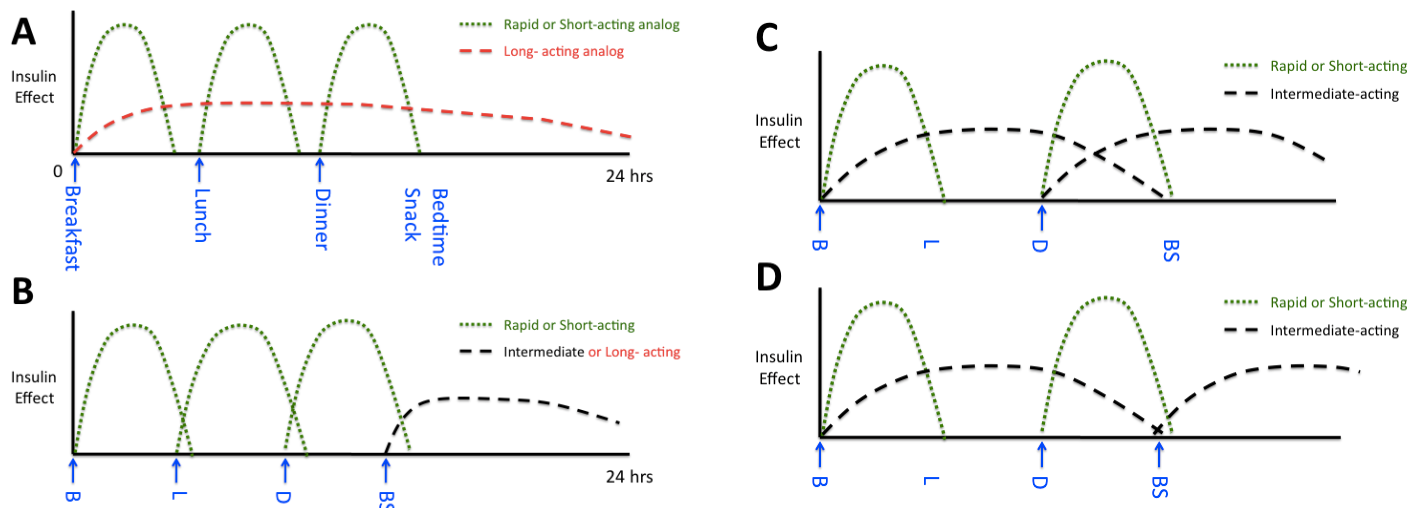 A
Rapid or Short-acting analog
Long- acting analog
Insulin
Effect
0
24 hrs
Breakfast
Lunch
Dinner
Snack
Bedtime
B
Rapid or Short-acting
Intermediate or Long- acting
Insulin
Effect
24 hrs
B
L
D
BS
C
Rapid or Short-acting
Intermediate-acting
Insulin
Effect
B
L
D
BS
D
Rapid or Short-acting
Intermediate-acting
Insulin
Effect
B
L
D
BS